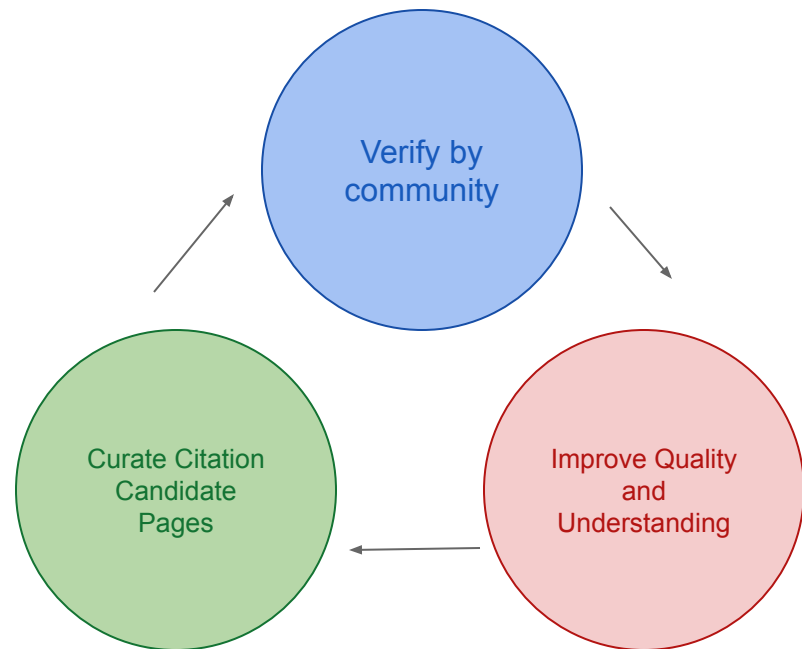 Verify by
community
Curate Citation
Candidate
Pages
Improve Quality
and
Understanding